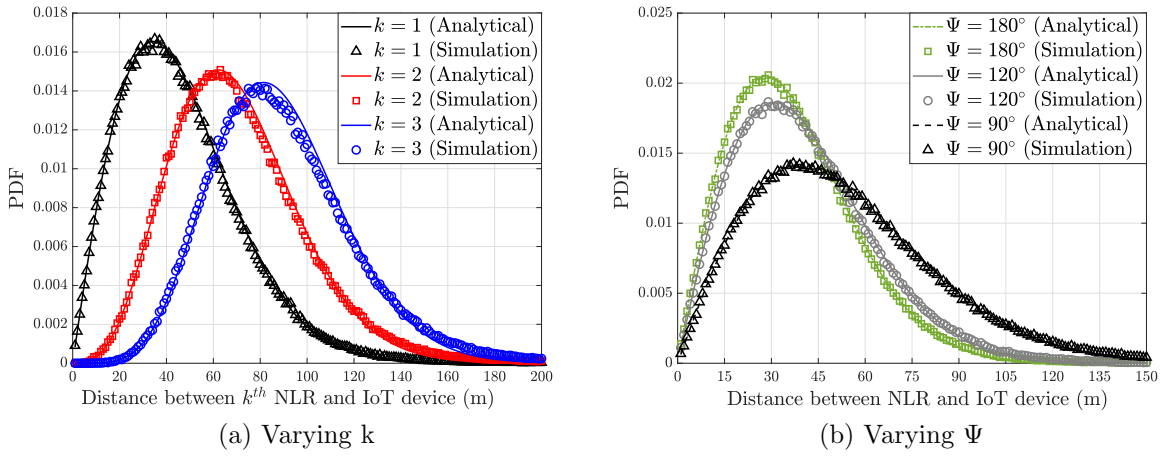 0.018
0.016
0.014
0.012
0.01
0.008
0.006
0.004
0.002
0
PDF
k = 1 (Analytical)
k = 1 (Simulation)
k = 2 (Analytical)
k = 2 (Simulation)
k = 3 (Analytical)
k = 3 (Simulation)
0 20 40 60 80 100 120 140 160 180 200
Distance between kᵗʰ NLR and IoT device (m)
(a) Varying k
0.025
0.02
0.015
0.01
0.005
0
PDF
Ψ = 180° (Analytical)
Ψ = 180° (Simulation)
Ψ = 120° (Analytical)
Ψ = 120° (Simulation)
Ψ = 90° (Analytical)
Ψ = 90° (Simulation)
0 15 30 45 60 75 90 105 120 135 150
Distance between NLR and IoT device (m)
(b) Varying Ψ